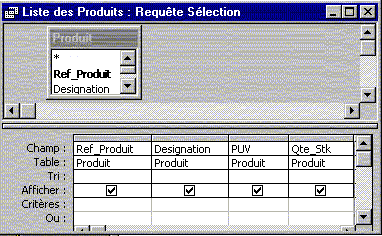 Liste des Produits : Requête Sélection
Produit
*
Ref_Produit
Designation
Champ : Ref_Produit Designation PUV Qte_Stk
Table : Produit Produit Produit Produit
Tri :
Afficher :
Critères :
Ou :